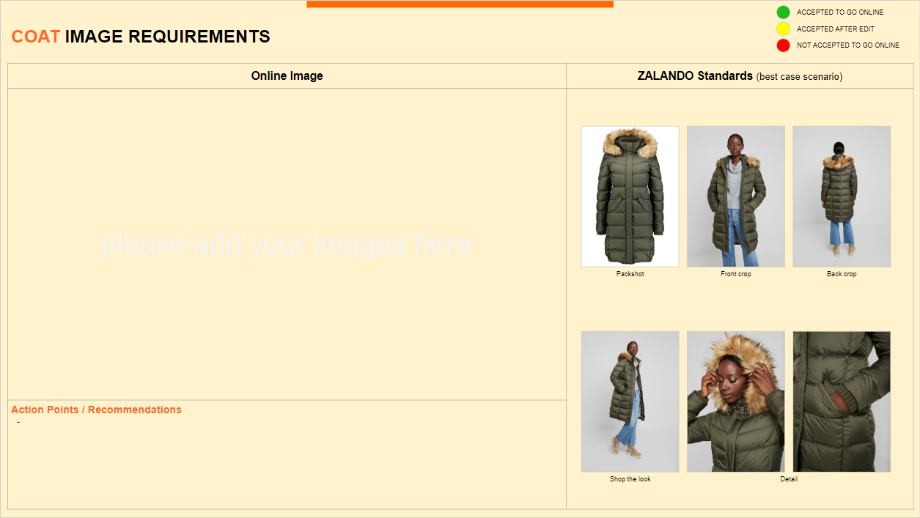 ACCEPTED TO GO ONLINE
ACCEPTED AFTER EDIT
NOT ACCEPTED TO GO ONLINE
COAT IMAGE REQUIREMENTS
Online Image
ZALANDO Standards (best case scenario)
please add your images here
Packshot
Front crop
Back crop
Action Points / Recommendations
-
Shop the look
Detail